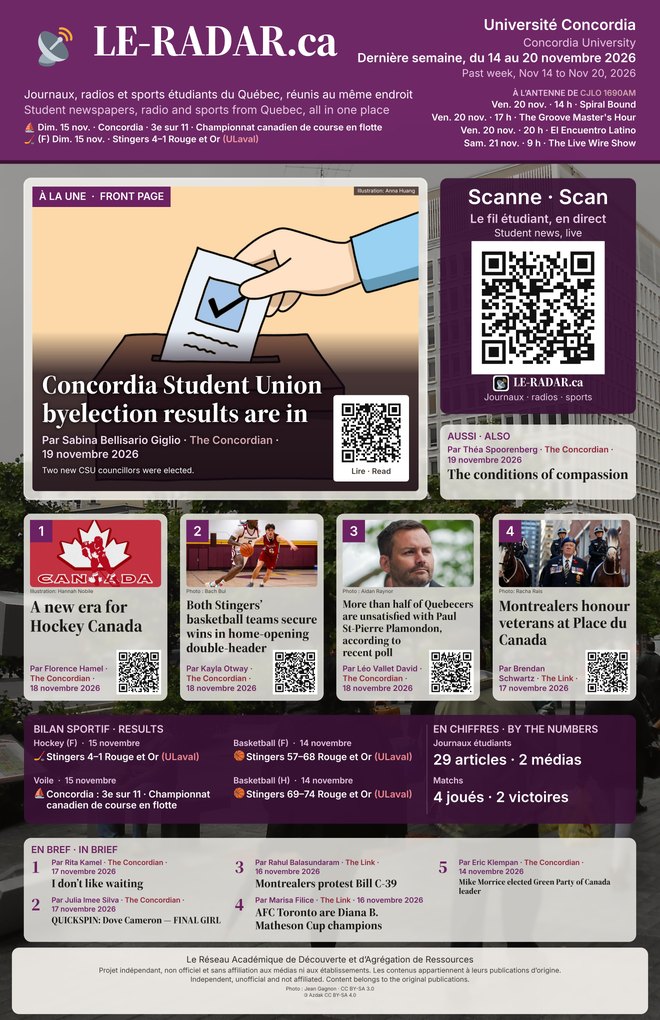 LE-RADAR.ca
Université Concordia
Concordia University
Dernière semaine, du 14 au 20 novembre 2026
Past week, Nov 14 to Nov 20, 2026
Journaux, radios et sports étudiants du Québec, réunis au même endroit
Student newspapers, radio and sports from Quebec, all in one place
Dim. 15 nov. · Concordia · 3e sur 11 · Championnat canadien de course en flotte
(F) Dim. 15 nov. · Stingers 4–1 Rouge et Or (ULaval)
À L'ANTENNE DE CJLO 1690AM
Ven. 20 nov. · 14 h · Spiral Bound
Ven. 20 nov. · 17 h · The Groove Master's Hour
Ven. 20 nov. · 20 h · El Encuentro Latino
Sam. 21 nov. · 9 h · The Live Wire Show
À LA UNE · FRONT PAGE
Illustration: Anna Huang
Concordia Student Union
byelection results are in
Par Sabina Bellisario Giglio · The Concordian ·
19 novembre 2026
Two new CSU councillors were elected.
Lire · Read
Scanne · Scan
Le fil étudiant, en direct
Student news, live
LE-RADAR.ca
Journaux · radios · sports
AUSSI · ALSO
Par Théa Spoorenberg · The Concordian ·
19 novembre 2026
The conditions of compassion
1
CANADA
Illustration: Hannah Nobile
A new era for
Hockey Canada
Par Florence Hamel ·
The Concordian ·
18 novembre 2026
2
Photo : Bach Bui
Both Stingers'
basketball teams secure
wins in home-opening
double-header
Par Kayla Otway ·
The Concordian ·
18 novembre 2026
3
Photo : Aidan Raynor
More than half of Quebecers
are unsatisfied with Paul
St-Pierre Plamondon,
according to
recent poll
Par Léo Vallet David ·
The Concordian ·
18 novembre 2026
4
Photo: Racha Rais
Montrealers honour
veterans at Place du
Canada
Par Brendan
Schwartz · The Link ·
17 novembre 2026
BILAN SPORTIF · RESULTS
Hockey (F) · 15 novembre
Stingers 4–1 Rouge et Or (ULaval)
Voile · 15 novembre
Concordia : 3e sur 11 · Championnat
canadien de course en flotte
Basketball (F) · 14 novembre
Stingers 57–68 Rouge et Or (ULaval)
Basketball (H) · 14 novembre
Stingers 69–74 Rouge et Or (ULaval)
EN CHIFFRES · BY THE NUMBERS
Journaux étudiants
29 articles · 2 médias
Matchs
4 joués · 2 victoires
EN BREF · IN BRIEF
1
Par Rita Kamel · The Concordian ·
17 novembre 2026
I don't like waiting
2
Par Julia Imee Silva · The Concordian ·
17 novembre 2026
QUICKSPIN: Dove Cameron — FINAL GIRL
3
Par Rahul Balasundaram · The Link ·
16 novembre 2026
Montrealers protest Bill C-39
4
Par Marisa Filice · The Link · 16 novembre 2026
AFC Toronto are Diana B.
Matheson Cup champions
5
Par Eric Klempan · The Concordian ·
14 novembre 2026
Mike Morrice elected Green Party of Canada
leader
Le Réseau Académique de Découverte et d'Agrégation de Ressources
Projet indépendant, non officiel et sans affiliation aux médias ni aux établissements. Les contenus appartiennent à leurs publications d'origine.
Independent, unofficial and not affiliated. Content belongs to the original publications.
Photo : Jean Gagnon · CC BY-SA 3.0
Azdak CC BY-SA 4.0